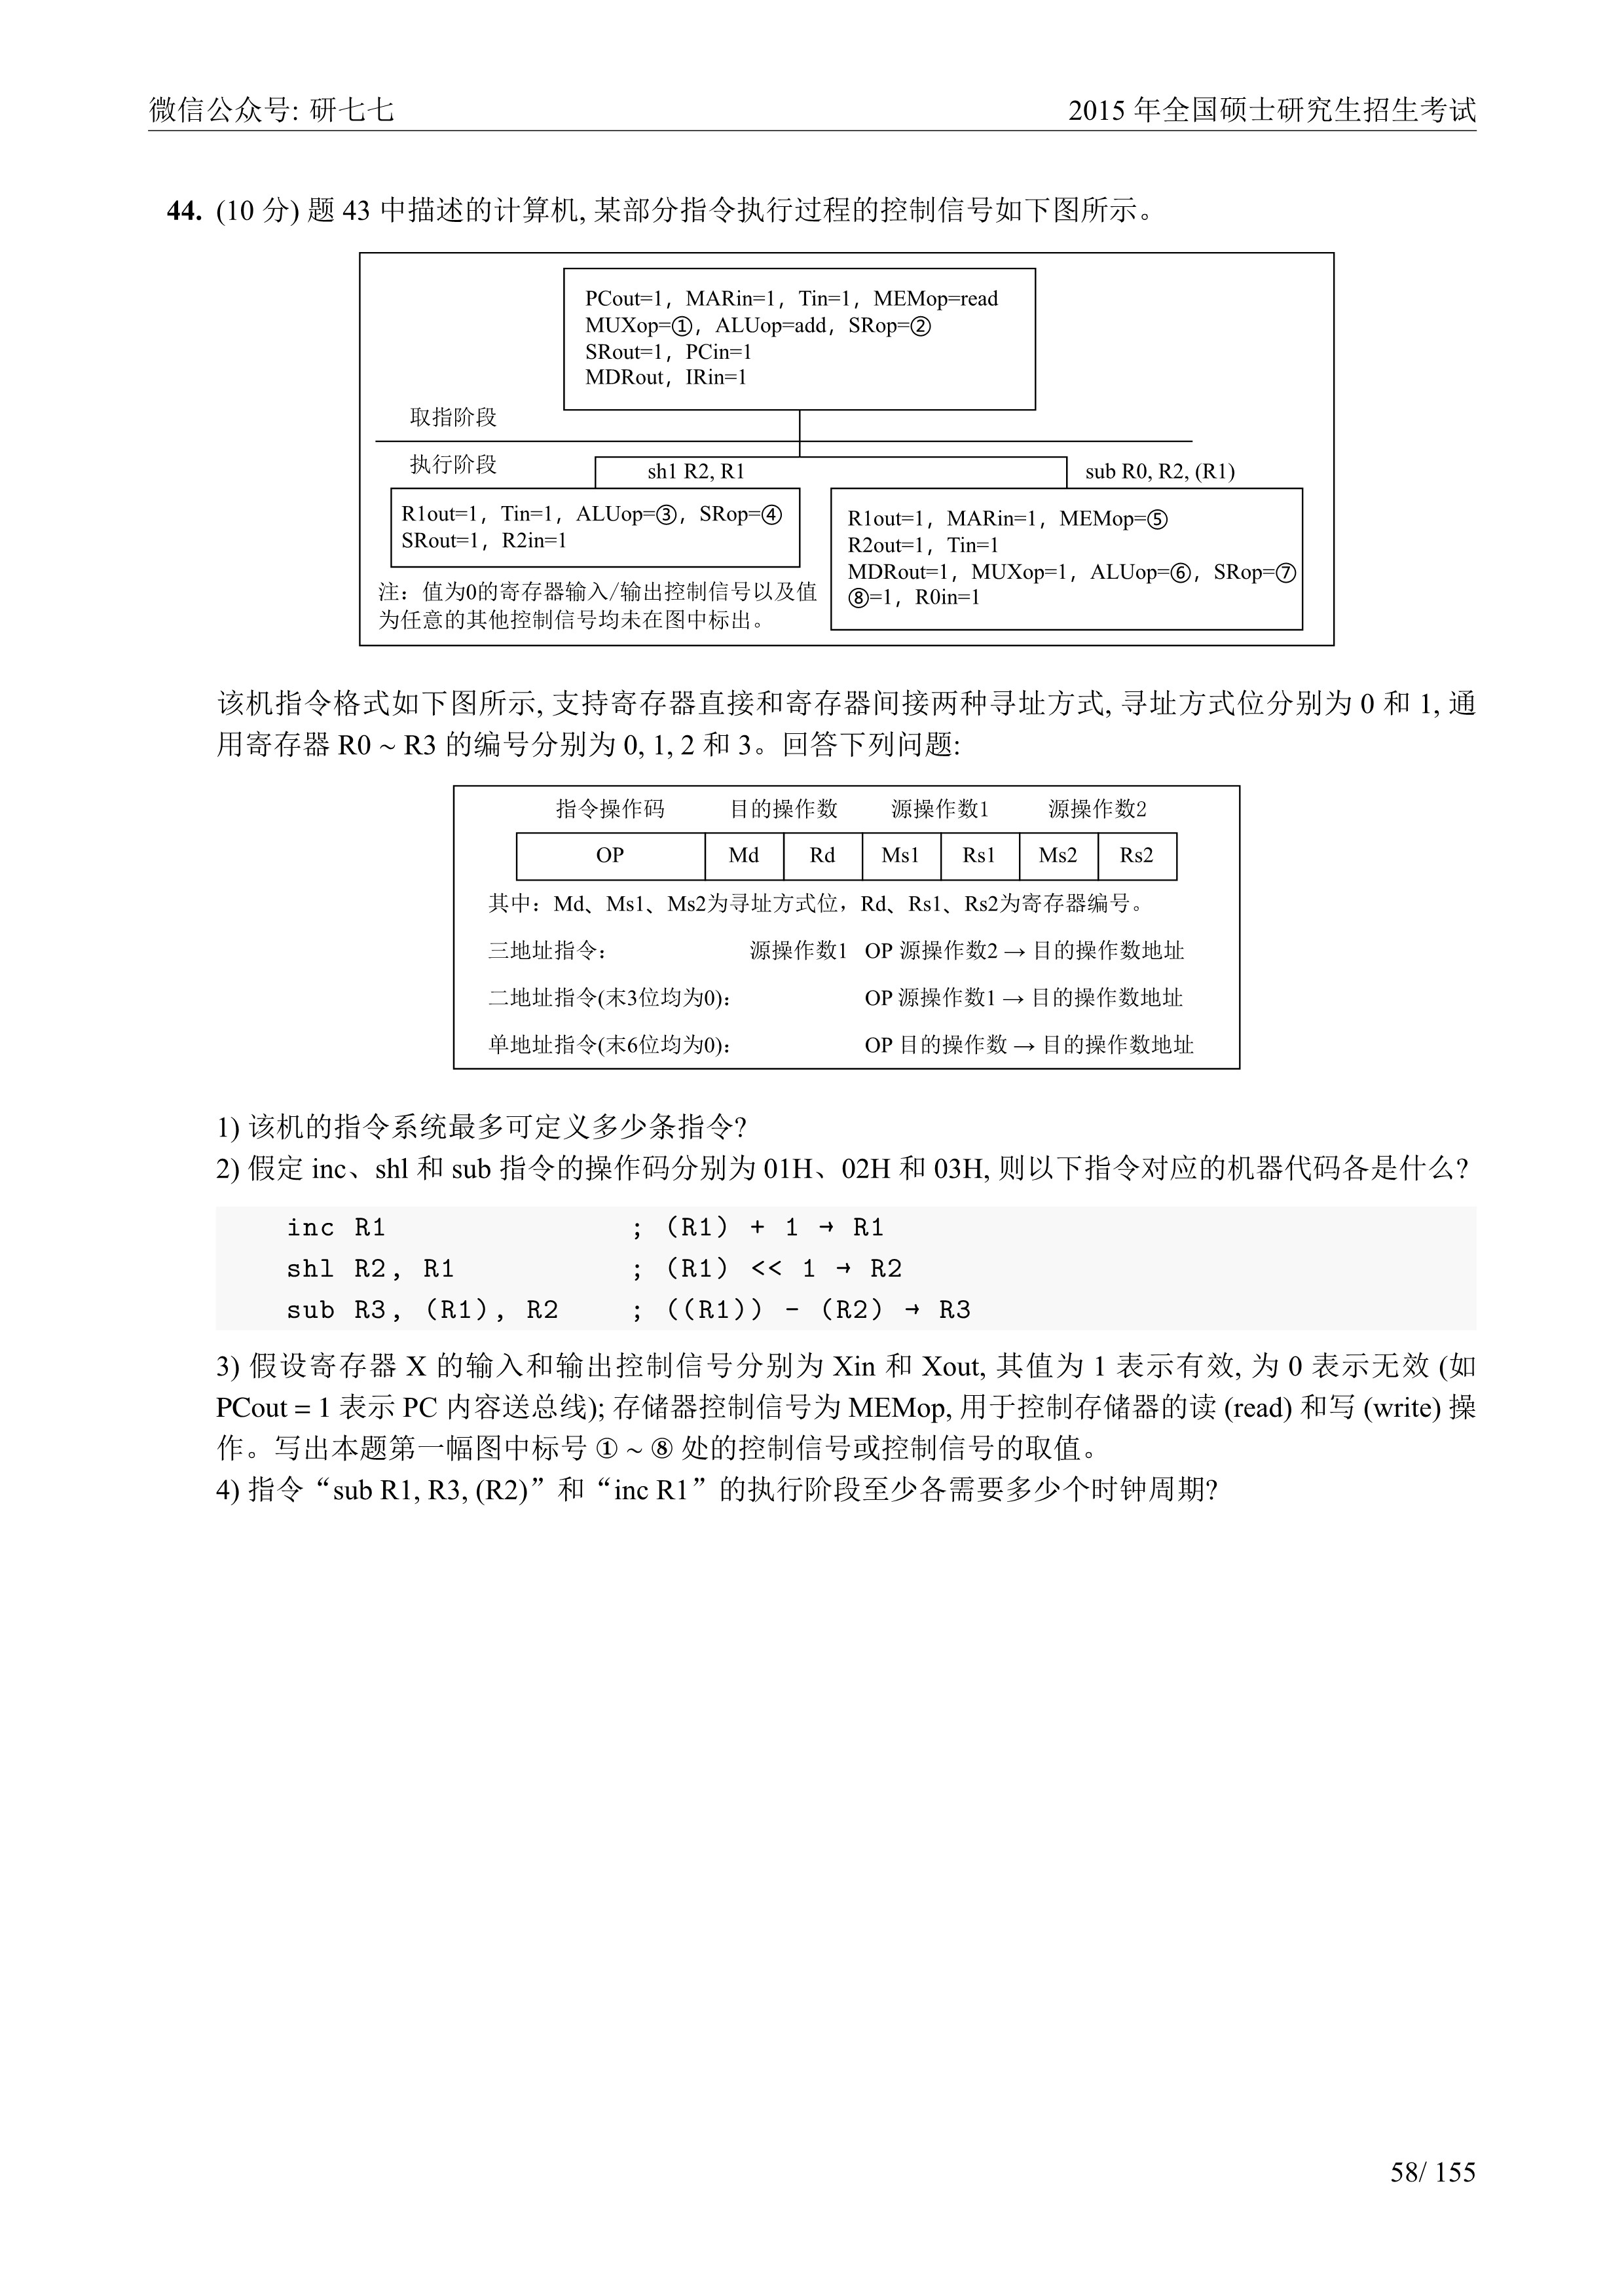 微信公众号: 研七七
2015 年全国硕士研究生招生考试
44. (10 分) 题 43 中描述的计算机, 某部分指令执行过程的控制信号如下图所示。
PCout=1, MARin=1, Tin=1, MEMop=read
MUXop=①, ALUop=add, SRop=②
SRout=1, PCin=1
MDRout, IRin=1
取指阶段
执行阶段
sh1 R2, R1
sub R0, R2, (R1)
R1out=1, Tin=1, ALUop=③, SRop=④
SRout=1, R2in=1
R1out=1, MARin=1, MEMop=⑤
R2out=1, Tin=1
MDRout=1, MUXop=1, ALUop=⑥, SRop=⑦
⑧=1, R0in=1
注：值为0的寄存器输入/输出控制信号以及值
为任意的其他控制信号均未在图中标出。
该机指令格式如下图所示, 支持寄存器直接和寄存器间接两种寻址方式, 寻址方式位分别为 0 和 1, 通
用寄存器 R0 ~ R3 的编号分别为 0, 1, 2 和 3。回答下列问题:
指令操作码 目的操作数 源操作数1 源操作数2
OP Md Rd Ms1 Rs1 Ms2 Rs2
其中：Md、Ms1、Ms2为寻址方式位，Rd、Rs1、Rs2为寄存器编号。
三地址指令： 源操作数1 OP 源操作数2 → 目的操作数地址
二地址指令(末3位均为0)： OP 源操作数1 → 目的操作数地址
单地址指令(末6位均为0)： OP 目的操作数 → 目的操作数地址
1) 该机的指令系统最多可定义多少条指令?
2) 假定 inc、shl 和 sub 指令的操作码分别为 01H、02H 和 03H, 则以下指令对应的机器代码各是什么?
inc R1 ; (R1) + 1 → R1
shl R2, R1 ; (R1) << 1 → R2
sub R3, (R1), R2 ; ((R1)) - (R2) → R3
3) 假设寄存器 X 的输入和输出控制信号分别为 Xin 和 Xout, 其值为 1 表示有效, 为 0 表示无效 (如
PCout = 1 表示 PC 内容送总线); 存储器控制信号为 MEMop, 用于控制存储器的读 (read) 和写 (write) 操
作。写出本题第一幅图中标号 ① ~ ⑧ 处的控制信号或控制信号的取值。
4) 指令“sub R1, R3, (R2)”和“inc R1”的执行阶段至少各需要多少个时钟周期?
58/ 155